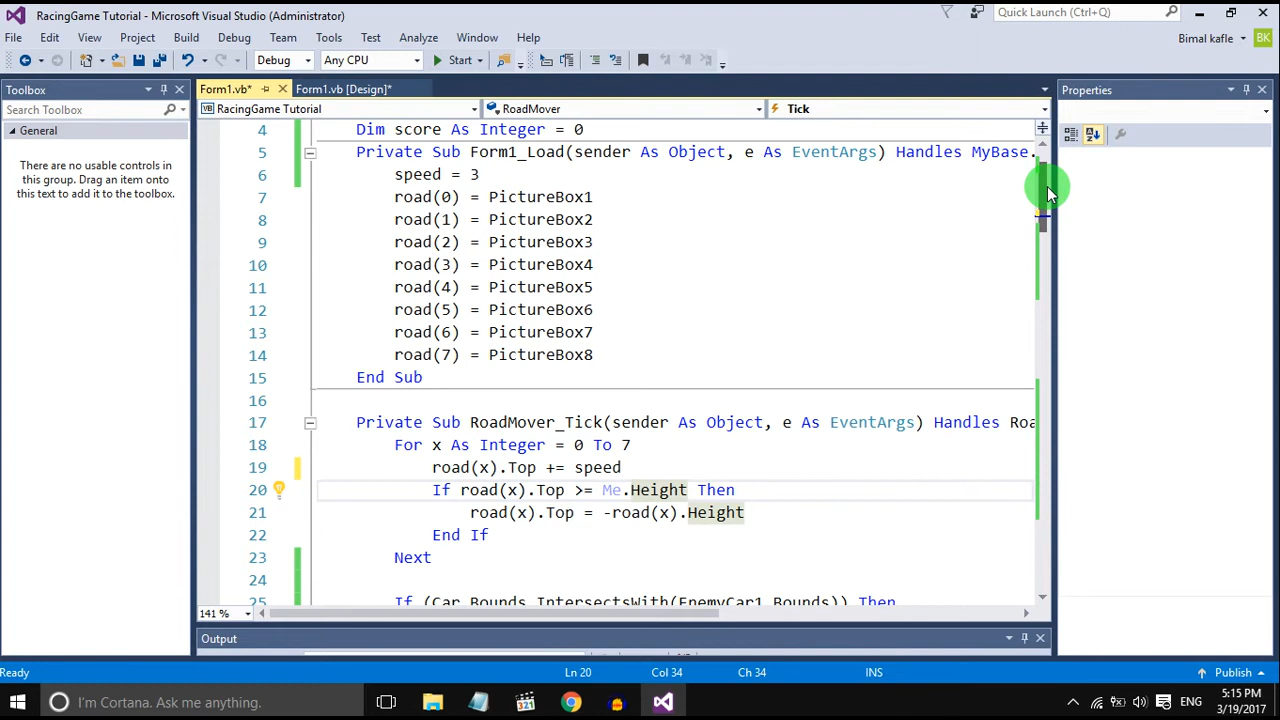 RacingGame Tutorial - Microsoft Visual Studio (Administrator)
Quick Launch (Ctrl+Q)
File Edit View Project Build Debug Team Tools Test Analyze Window Help
Bimal kafle BK
Debug Any CPU Start
Toolbox
Form1.vb* Form1.vb [Design]*
Properties
Search Toolbox
RacingGame Tutorial RoadMover Tick
General
There are no usable controls in
this group. Drag an item onto
this text to add it to the toolbox.
4 Dim score As Integer = 0
5 Private Sub Form1_Load(sender As Object, e As EventArgs) Handles MyBase.
6 speed = 3
7 road(0) = PictureBox1
8 road(1) = PictureBox2
9 road(2) = PictureBox3
10 road(3) = PictureBox4
11 road(4) = PictureBox5
12 road(5) = PictureBox6
13 road(6) = PictureBox7
14 road(7) = PictureBox8
15 End Sub
16
17 Private Sub RoadMover_Tick(sender As Object, e As EventArgs) Handles Roa
18 For x As Integer = 0 To 7
19 road(x).Top += speed
20 If road(x).Top >= Me.Height Then
21 road(x).Top = -road(x).Height
22 End If
23 Next
24
25 If (Car.Bounds.IntersectsWith(EnemyCar1.Bounds)) Then
141 %
Output
Ready Ln 20 Col 34 Ch 34 INS Publish
I'm Cortana. Ask me anything.
321
ENG
5:15 PM
3/19/2017